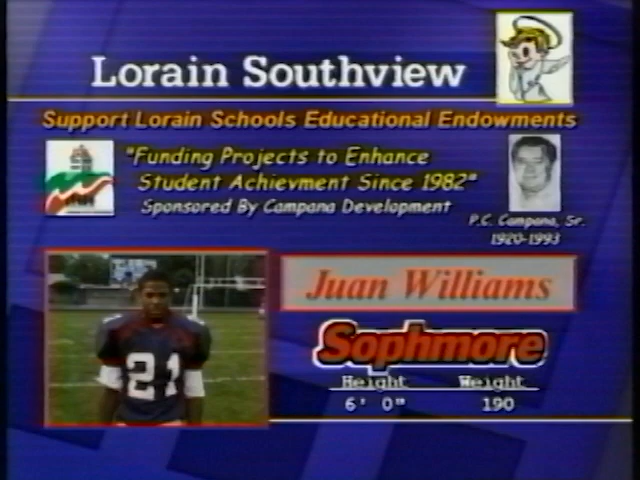 Lorain Southview
Support Lorain Schools Educational Endowments
"Funding Projects to Enhance
Student Achievment Since 1982"
Sponsored By Campana Development
P.C. Campana, Sr.
1920-1993
Juan Williams
Sophmore
Height Weight
6' 0" 190
21